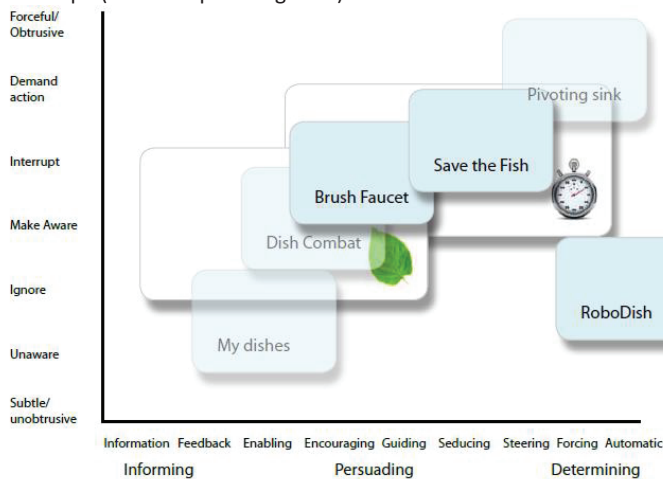 Forceful/
Obtrusive
Demand
action
Pivoting sink
Interrupt
Save the Fish
Brush Faucet
Make Aware
Dish Combat
Ignore
RoboDish
My dishes
Unaware
Subtle/
unobtrusive
Information Feedback Enabling Encouraging Guiding Seducing Steering Forcing Automatic
Informing Persuading Determining